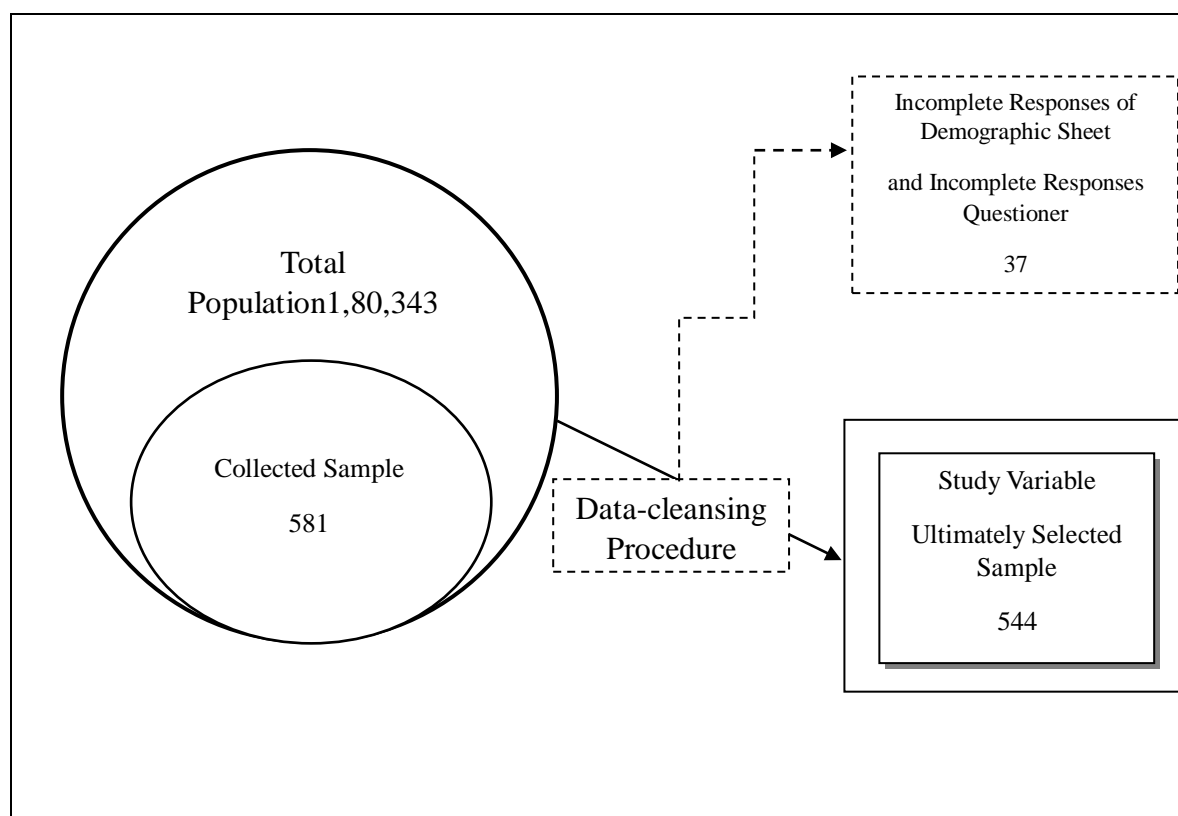 Total
Population1,80,343
Collected Sample
581
Data-cleansing
Procedure
Incomplete Responses of
Demographic Sheet
and Incomplete Responses
Questioner
37
Study Variable
Ultimately Selected
Sample
544